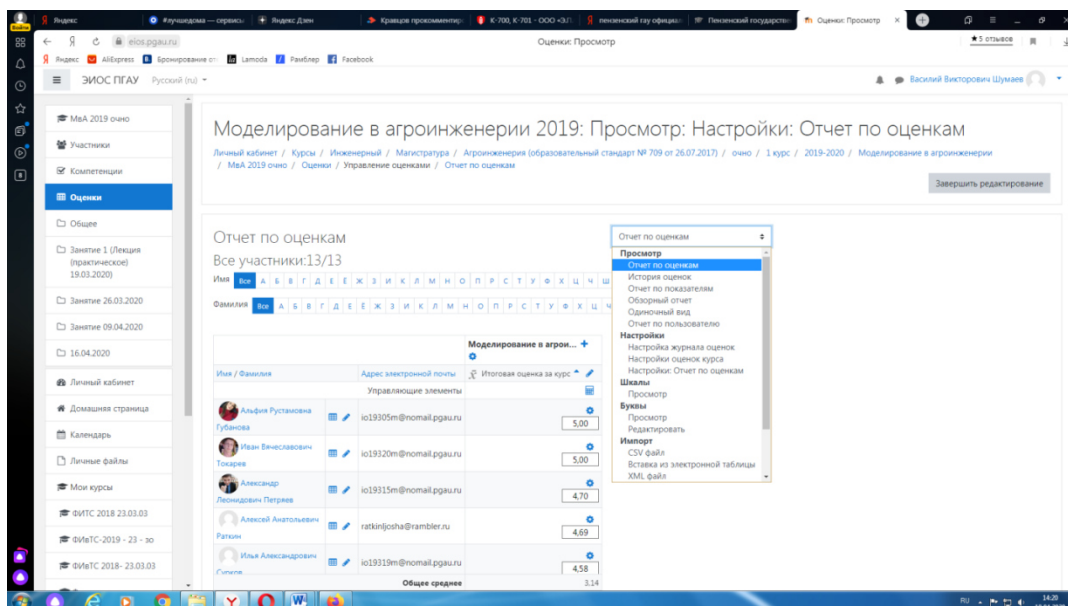 Яндекс
#лучшедома — сервисы
Яндекс Дзен
Кравцов прокомментир
К-700, К-701 - ООО «ЗЛ
пензенский гау официал
Пензенский государстве
Оценки: Просмотр
Войти
eios.pgau.ru
Оценки: Просмотр
★5 отзывов
Яндекс
AliExpress
Бронирование от
Lamoda
Рамблер
Facebook
ЭИОС ПГАУ
Русский (ru)
Василий Викторович Шумаев
МвА 2019 очно
Участники
Компетенции
Оценки
Общее
Занятие 1 (Лекция
(практическое)
19.03.2020)
Занятие 26.03.2020
Занятие 09.04.2020
16.04.2020
Личный кабинет
Домашняя страница
Календарь
Личные файлы
Мои курсы
ФИТС 2018 23.03.03
ФИвТС-2019 - 23 - зо
ФИвТС 2018- 23.03.03
Моделирование в агроинженерии 2019: Просмотр: Настройки: Отчет по оценкам
Личный кабинет / Курсы / Инженерный / Магистратура / Агроинженерия (образовательный стандарт № 709 от 26.07.2017) / очно / 1 курс / 2019-2020 / Моделирование в агроинженерии
/ МвА 2019 очно / Оценки / Управление оценками / Отчет по оценкам
Завершить редактирование
Отчет по оценкам
Все участники:13/13
Имя Все А Б В Г Д Е Ё Ж З И К Л М Н О П Р С Т У Ф Х Ц Ч Ш
Фамилия Все А Б В Г Д Е Ё Ж З И К Л М Н О П Р С Т У Ф Х Ц Ч
Моделирование в агрои...
Имя / Фамилия
Адрес электронной почты
Итоговая оценка за курс
Управляющие элементы
Альфия Рустамовна
Губанова
io19305m@nomail.pgau.ru
5,00
Иван Вячеславович
Токарев
io19320m@nomail.pgau.ru
5,00
Александр
Леонидович Петряев
io19315m@nomail.pgau.ru
4,70
Алексей Анатольевич
Раткин
ratkinljosha@rambler.ru
4,69
Илья Александрович
io19319m@nomail.pgau.ru
4,58
Общее среднее
3,14
Отчет по оценкам
Просмотр
Отчет по оценкам
История оценок
Отчет по показателям
Обзорный отчет
Одиночный вид
Отчет по пользователю
Настройки
Настройка журнала оценок
Настройки оценок курса
Настройки: Отчет по оценкам
Шкалы
Просмотр
Буквы
Просмотр
Редактировать
Импорт
CSV файл
Вставка из электронной таблицы
XML файл
RU
14:20